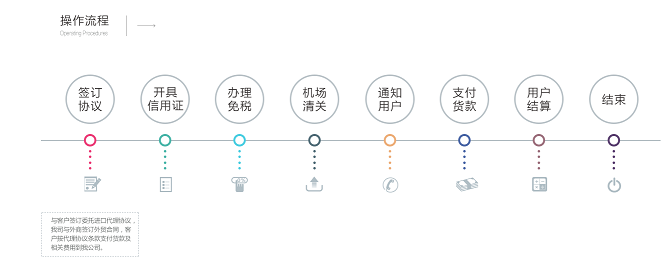 操作流程
Operating Procedures
签订
协议
开具
信用证
办理
免税
机场
清关
通知
用户
支付
货款
用户
结算
结束
与客户签订委托进口代理协议，
我司与外商签订外贸合同，客
户按代理协议条款支付货款及
相关费用到我公司。